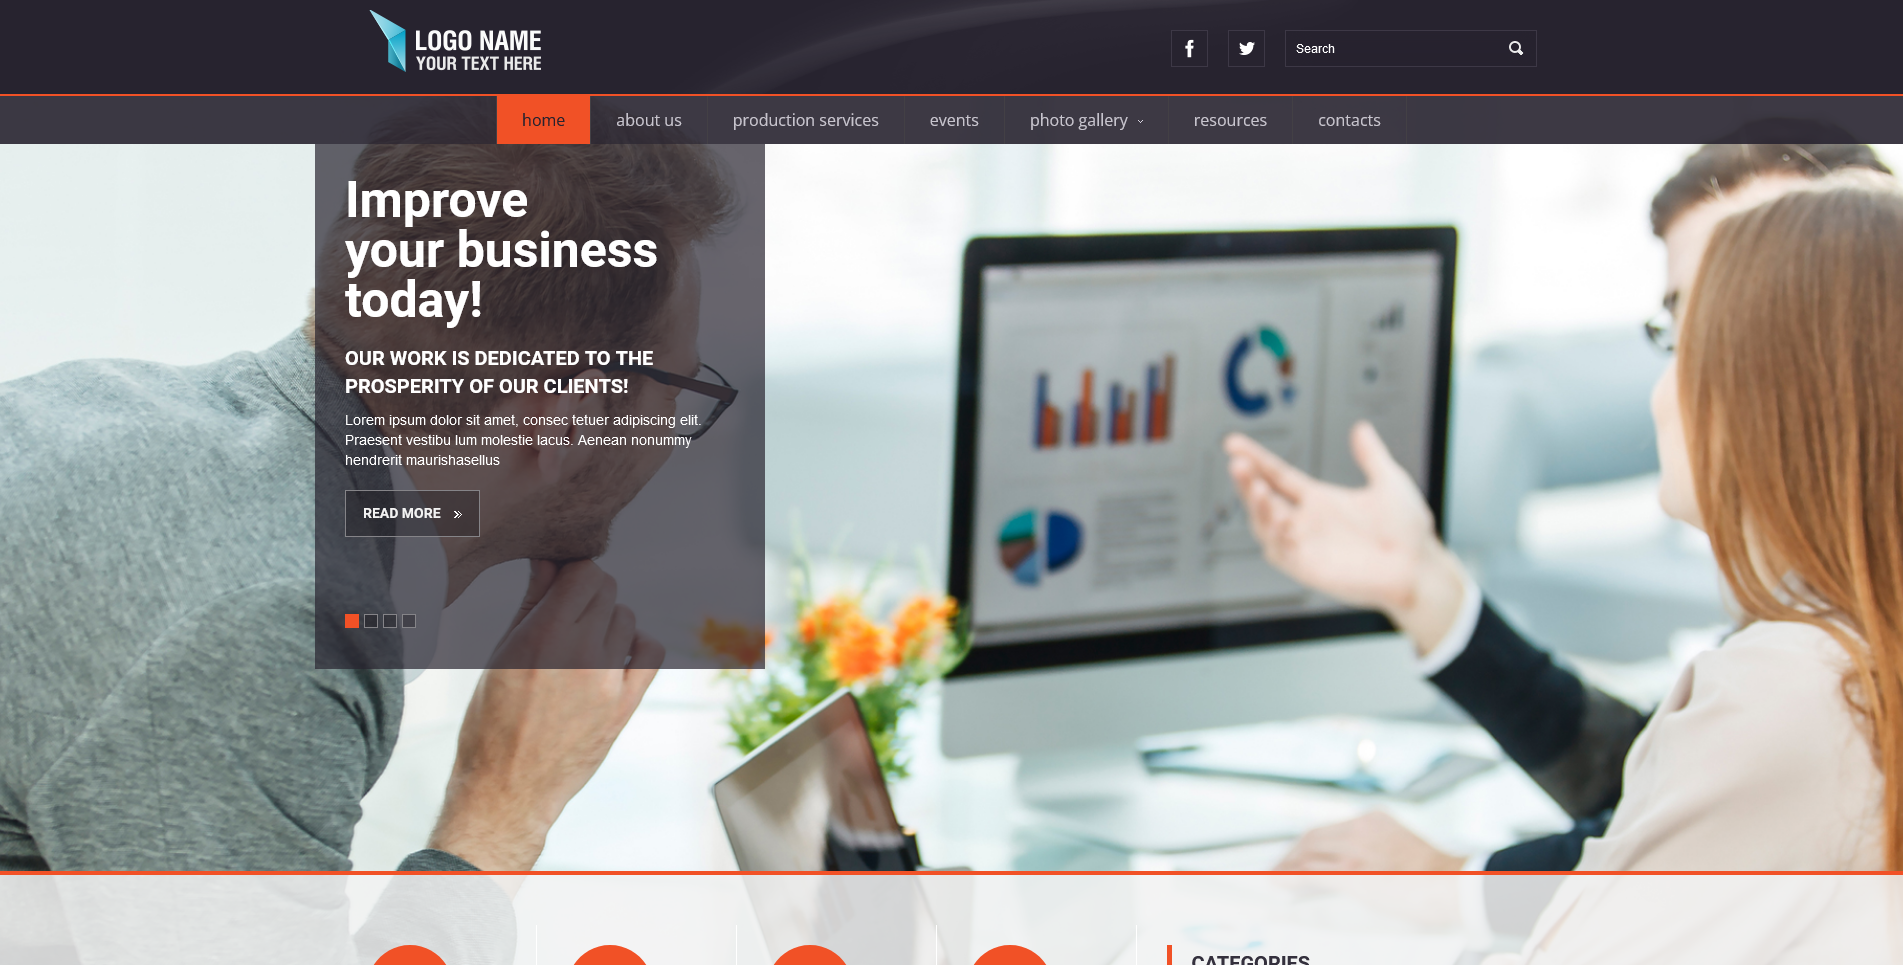 LOGO NAME
YOUR TEXT HERE
Search
home
about us
production services
events
photo gallery
resources
contacts
Improve
your business
today!
OUR WORK IS DEDICATED TO THE
PROSPERITY OF OUR CLIENTS!
Lorem ipsum dolor sit amet, consec tetuer adipiscing elit.
Praesent vestibu lum molestie lacus. Aenean nonummy
hendrerit maurishasellus
READ MORE
CATEGORIES